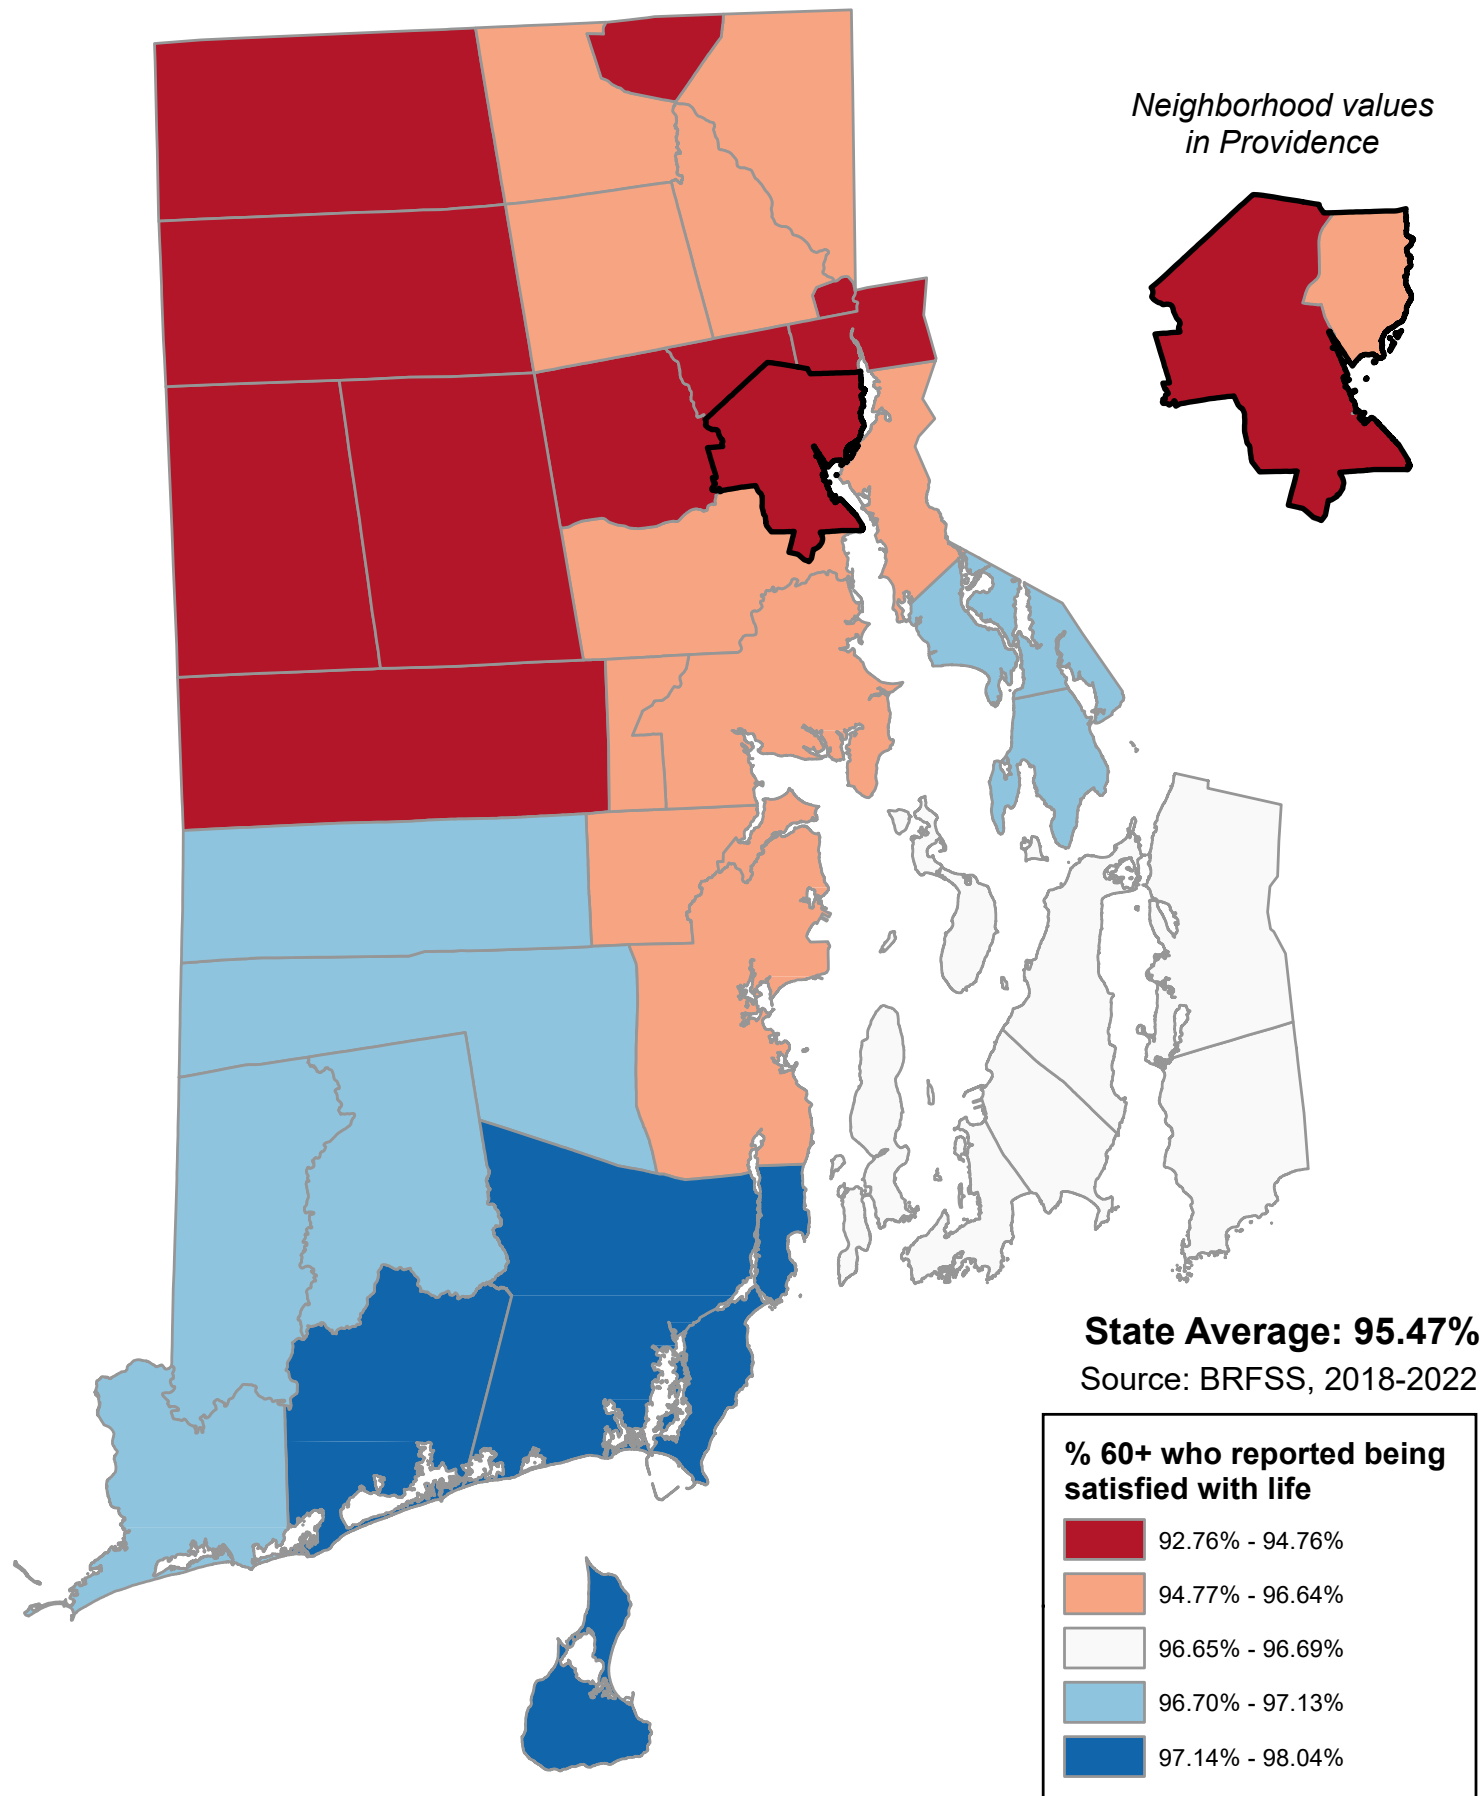 Neighborhood values
in Providence
State Average: 95.47%
Source: BRFSS, 2018-2022
% 60+ who reported being
satisfied with life
92.76% - 94.76%
94.77% - 96.64%
96.65% - 96.69%
96.70% - 97.13%
97.14% - 98.04%